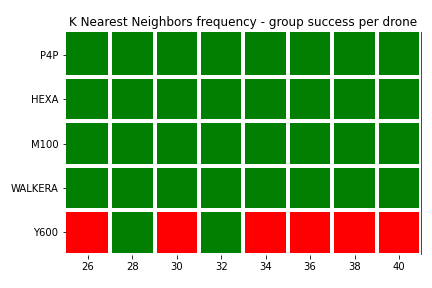 K Nearest Neighbors frequency - group success per drone
P4P
HEXA
M100
WALKERA
Y600
26 28 30 32 34 36 38 40